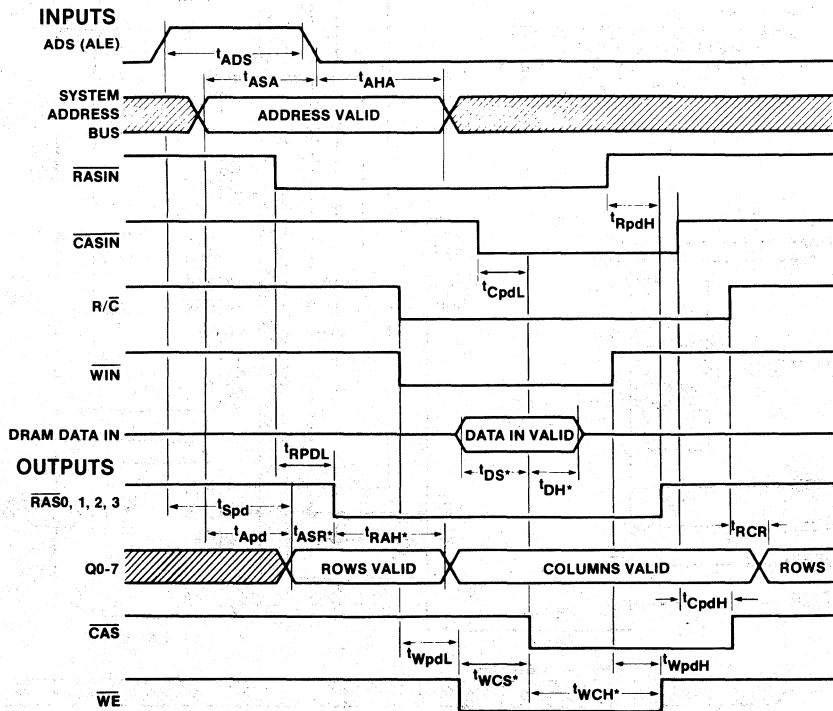 INPUTS
ADS (ALE)
tADS
tASA
tAHA
SYSTEM
ADDRESS
BUS
ADDRESS VALID
RASIN
tRpdH
CASIN
tCpdL
R/C
WIN
DRAM DATA IN
DATA IN VALID
tRPDL
tDS*
tDH*
OUTPUTS
RAS0, 1, 2, 3
tSpd
tApd
tASR*
tRAH*
tRCR
Q0-7
ROWS VALID
COLUMNS VALID
ROWS
tCpdH
CAS
tWpdL
tWpdH
tWCS*
tWCH*
WE